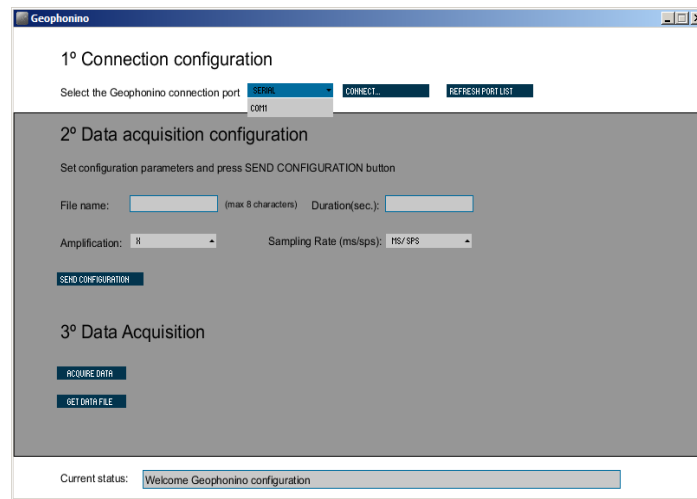 Geophonino
1º Connection configuration
Select the Geophonino connection port SERIAL CONNECT... REFRESH PORT LIST
COM1
2º Data acquisition configuration
Set configuration parameters and press SEND CONFIGURATION button
File name: (max 8 characters) Duration(sec.):
Amplification: X Sampling Rate (ms/sps): MS/SPS
SEND CONFIGURATION
3º Data Acquisition
ACQUIRE DATA
GET DATA FILE
Current status: Welcome Geophonino configuration